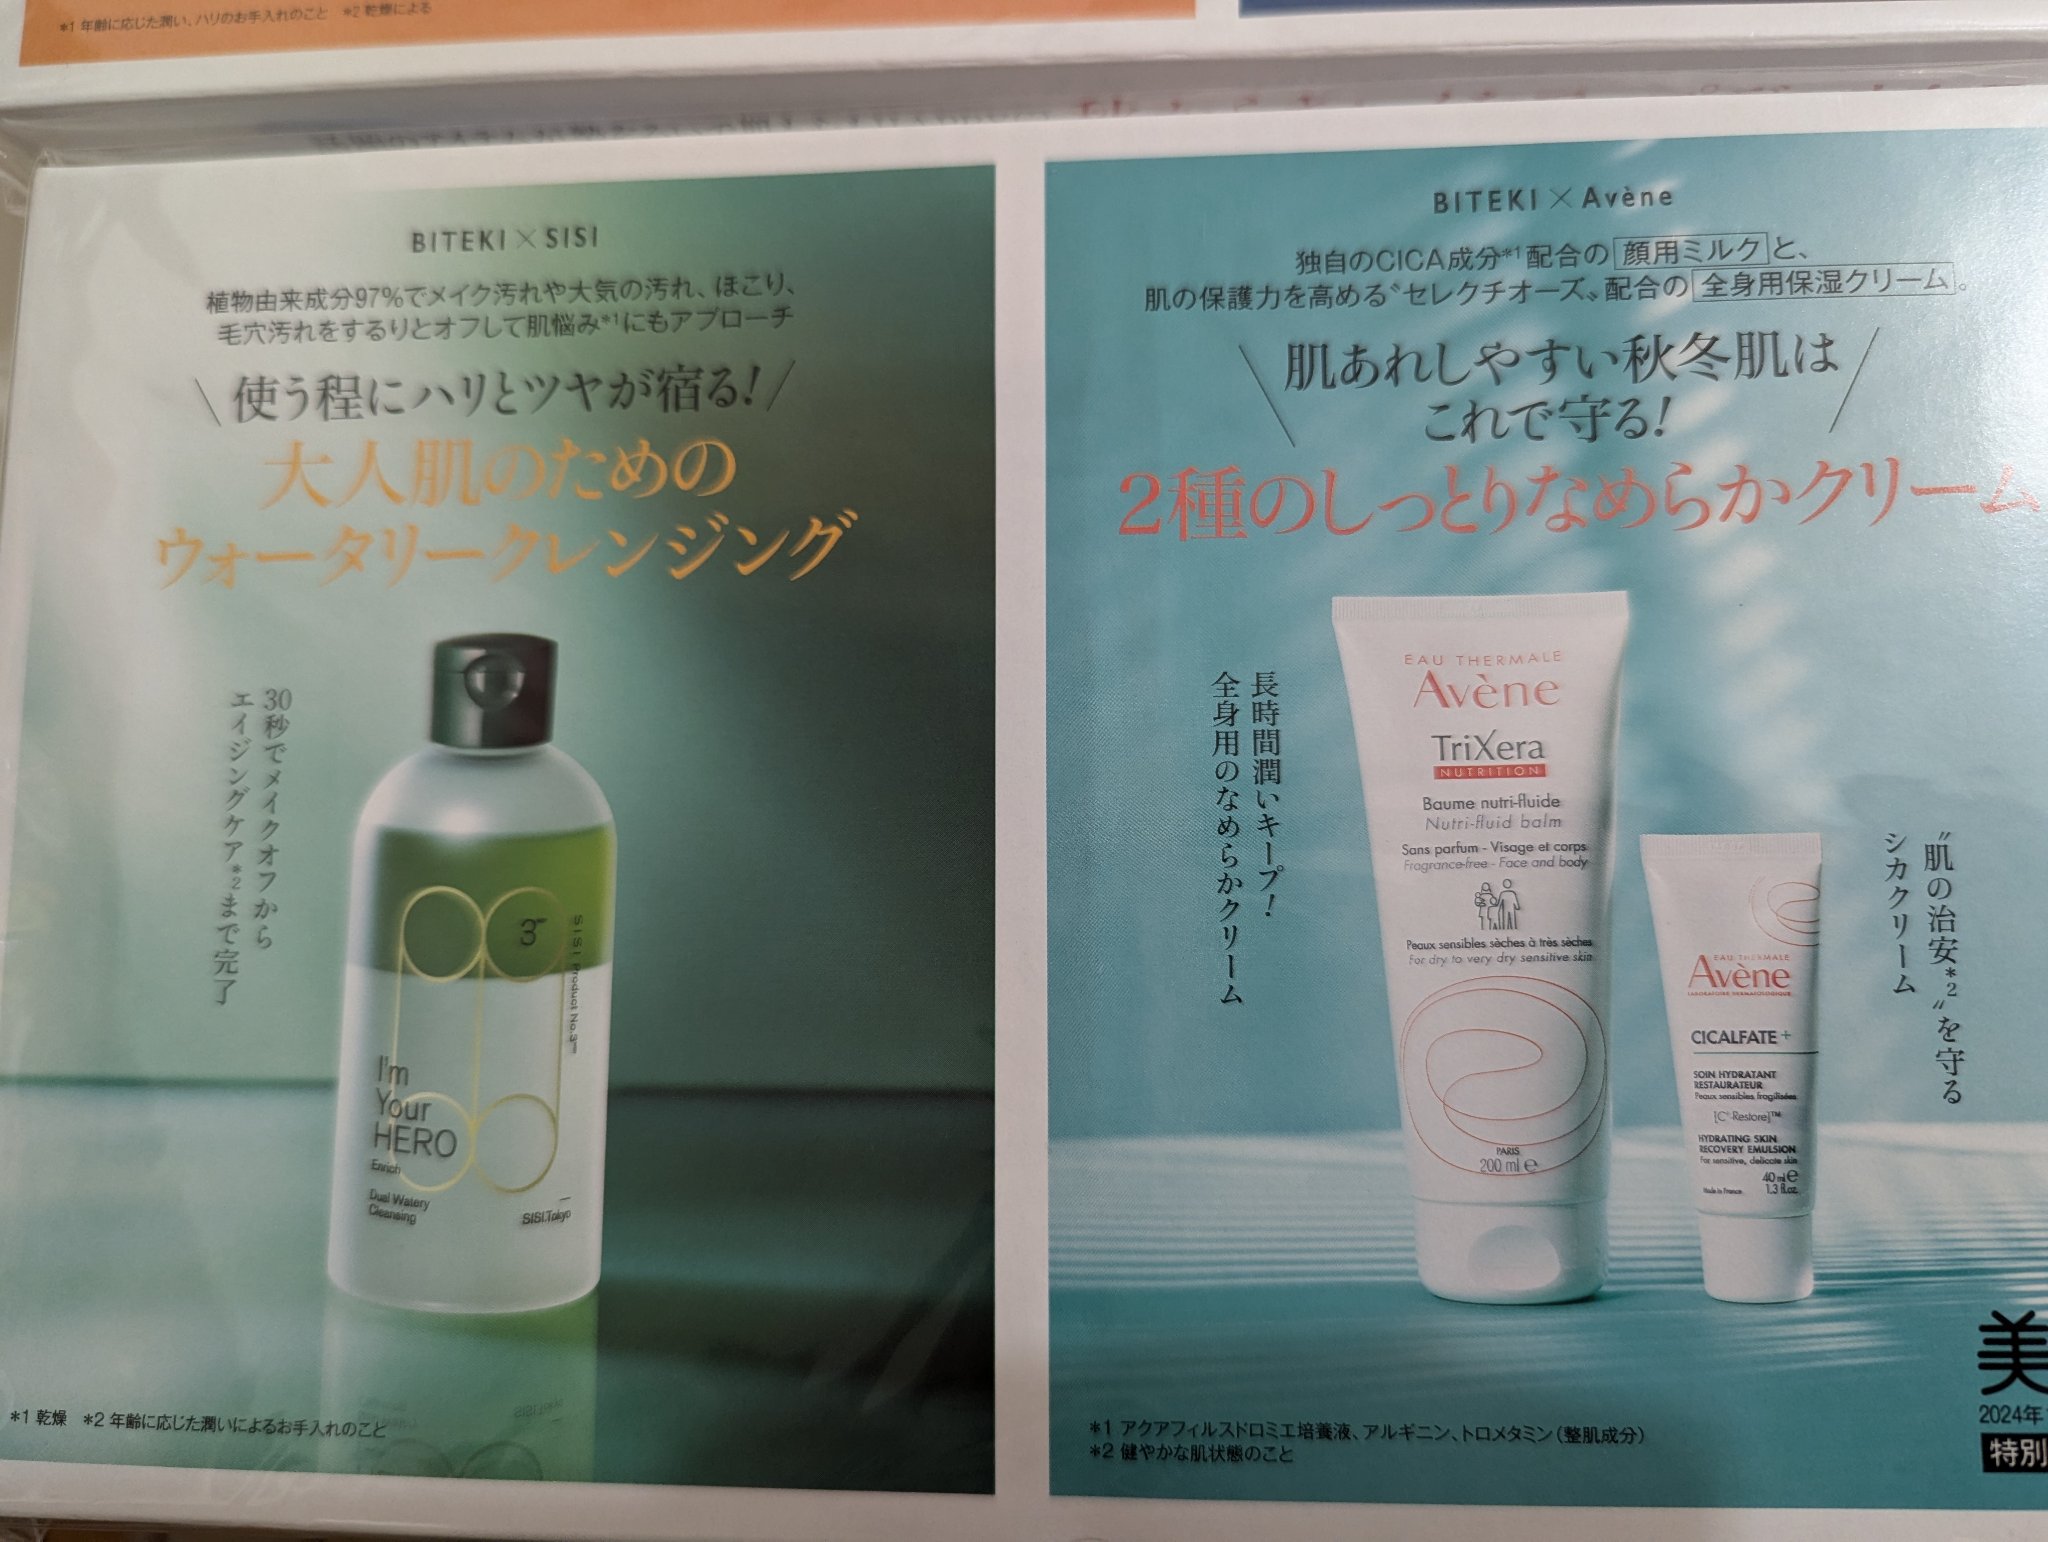 *1 年齢に応じた潤い、ハリのお手入れのこと *2 乾燥による
BITEKI×SISI
植物由来成分97%でメイク汚れや大気の汚れ、ほこり、
毛穴汚れをするりとオフして肌悩み*1にもアプローチ
使う程にハリとツヤが宿る!
大人肌のための
ウォータリークレンジング
30秒でメイクオフから
エイジングケア*2まで完了
3
SISI Product No.3
I'm
Your
HERO
Enrich
Dual Watery
Cleansing
SISI.Tokyo
*1 乾燥 *2 年齢に応じた潤いによるお手入れのこと
BITEKI×Avène
独自のCICA成分*1配合の顔用ミルクと、
肌の保護力を高める〝セレクチオーズ〟配合の全身用保湿クリーム。
肌あれしやすい秋冬肌は
これで守る!
2種のしっとりなめらかクリーム
長時間潤いキープ!
全身用のなめらかクリーム
EAU THERMALE
Avène
TriXera
NUTRITION
Baume nutri-fluide
Nutri-fluid balm
Sans parfum - Visage et corps
Fragrance-free - Face and body
Peaux sensibles sèches à très sèches
For dry to very dry sensitive skin
PARIS
200 ml e
EAU THERMALE
Avène
LABORATOIRE DERMATOLOGIQUE
CICALFATE+
SOIN HYDRATANT
RESTAURATEUR
Peaux sensibles fragilisées
[C+-Restore]™
HYDRATING SKIN
RECOVERY EMULSION
For sensitive, delicate skin
40 ml e
Made in France 1.3 fl.oz.
〝肌の治安*2〟を守る
シカクリーム
*1 アクアフィルスドロミエ培養液、アルギニン、トロメタミン(整肌成分)
*2 健やかな肌状態のこと
美
2024年
特別